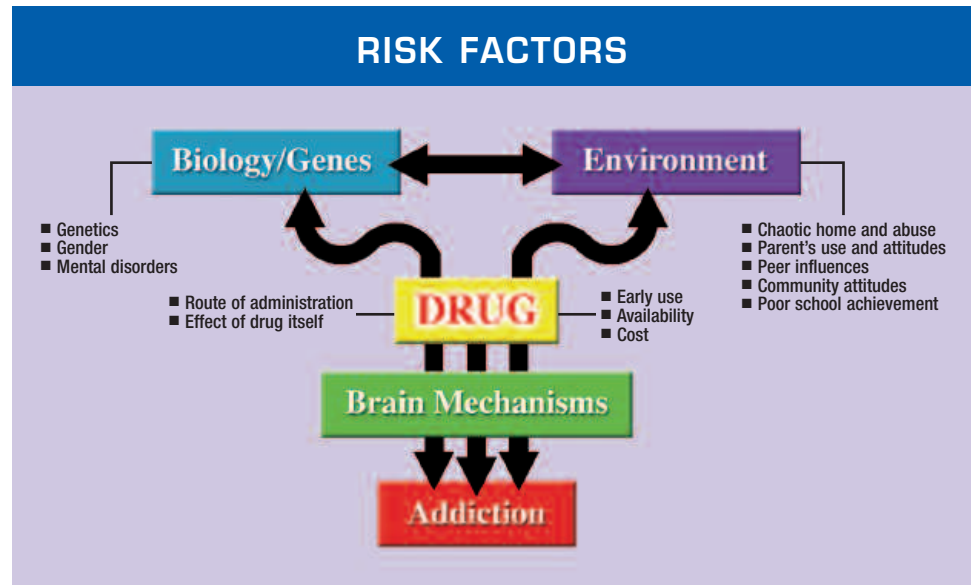 RISK FACTORS
Biology/Genes
Environment
■ Genetics
■ Gender
■ Mental disorders
■ Chaotic home and abuse
■ Parent's use and attitudes
■ Peer influences
■ Community attitudes
■ Poor school achievement
■ Route of administration
■ Effect of drug itself
DRUG
■ Early use
■ Availability
■ Cost
Brain Mechanisms
Addiction